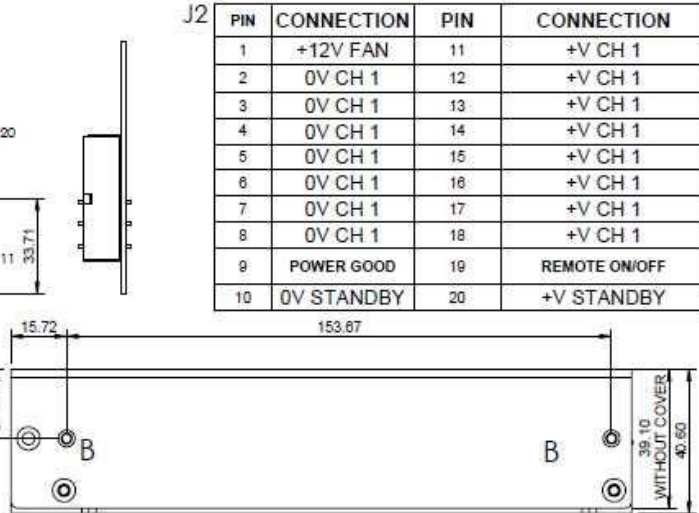 J2 PIN CONNECTION PIN CONNECTION
1 +12V FAN 11 +V CH 1
2 0V CH 1 12 +V CH 1
3 0V CH 1 13 +V CH 1
4 0V CH 1 14 +V CH 1
5 0V CH 1 15 +V CH 1
6 0V CH 1 16 +V CH 1
7 0V CH 1 17 +V CH 1
8 0V CH 1 18 +V CH 1
9 POWER GOOD 19 REMOTE ON/OFF
10 0V STANDBY 20 +V STANDBY
20
11
33.71
15.72
153.67
B
B
39.10
WITHOUT COVER
40.60